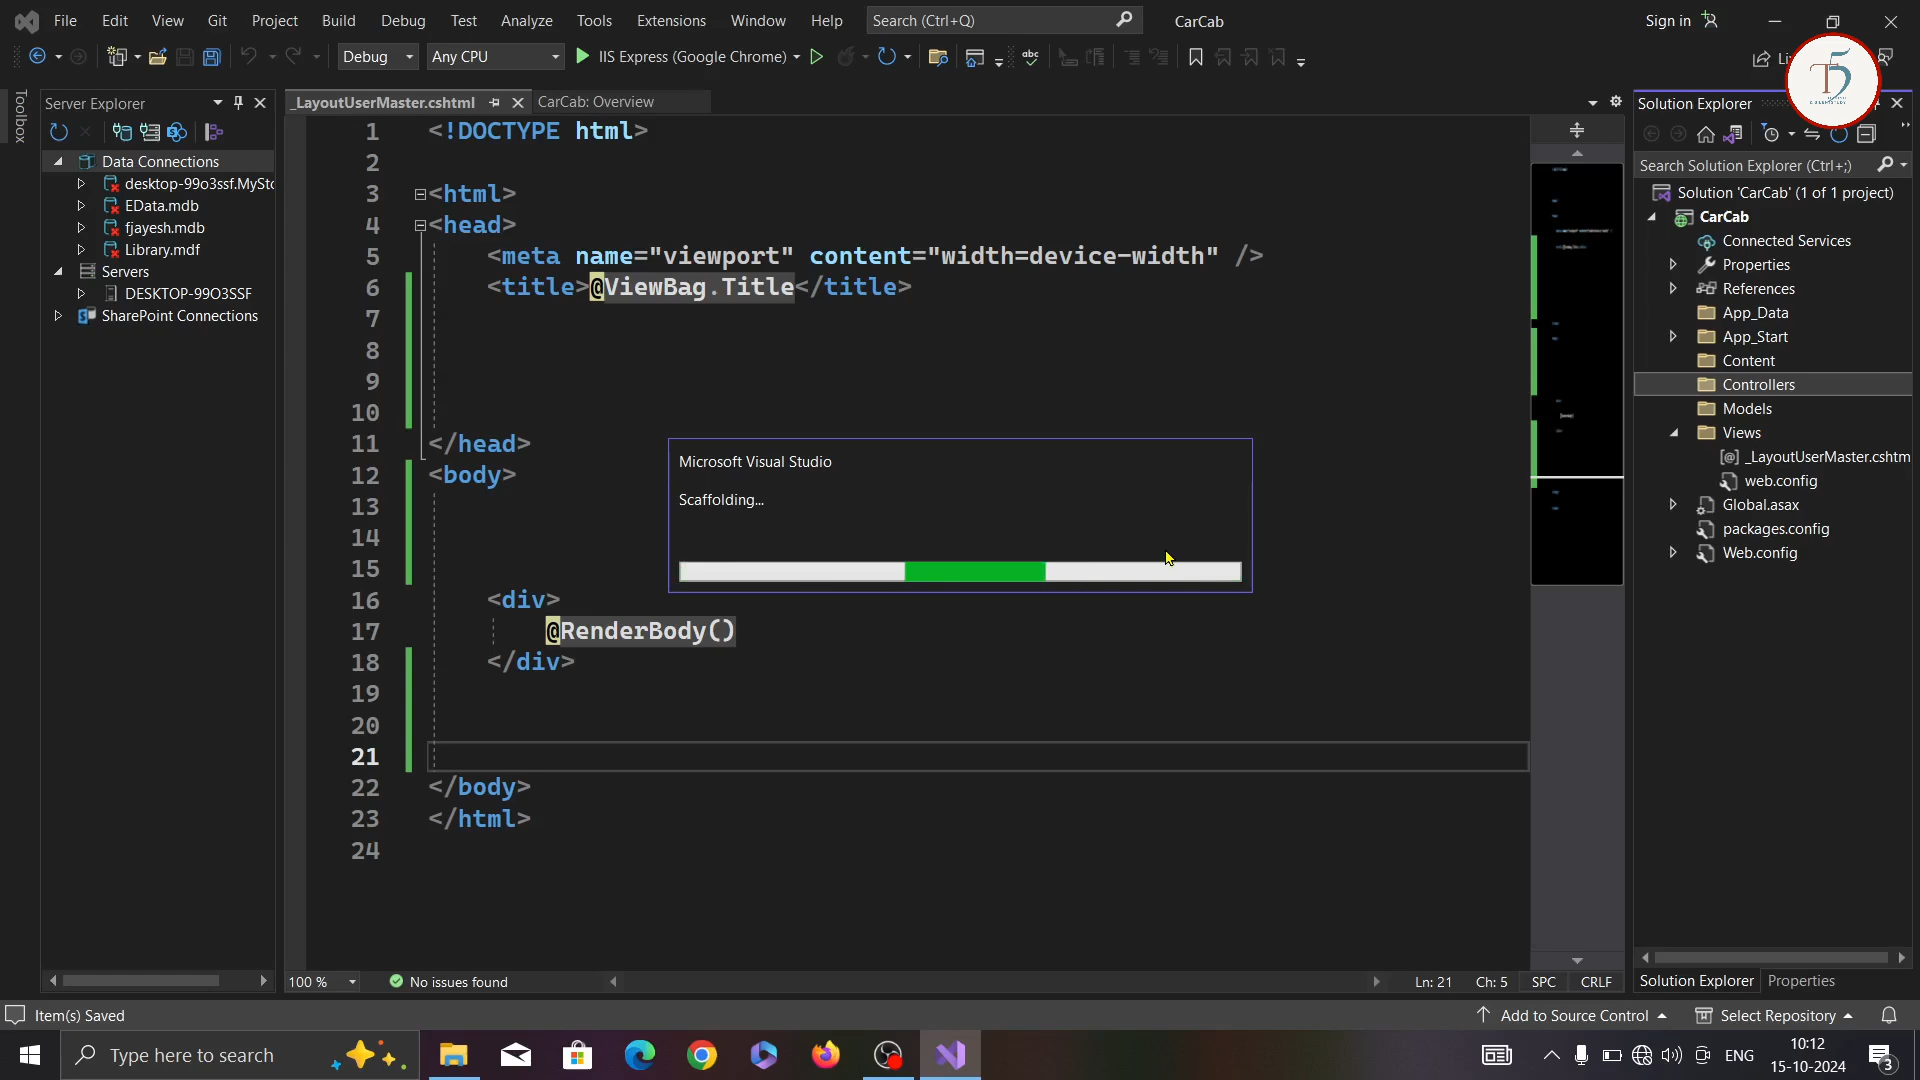 File Edit View Git Project Build Debug Test Analyze Tools Extensions Window Help Search (Ctrl+Q) CarCab Sign in
Debug Any CPU IIS Express (Google Chrome)
T5
Toolbox
Server Explorer
Data Connections
desktop-99o3ssf.MySto
EData.mdb
fjayesh.mdb
Library.mdf
Servers
DESKTOP-99O3SSF
SharePoint Connections
_LayoutUserMaster.cshtml CarCab: Overview
1 <!DOCTYPE html>
2
3 <html>
4 <head>
5 <meta name="viewport" content="width=device-width" />
6 <title>@ViewBag.Title</title>
7
8
9
10
11 </head>
12 <body>
13
14
15
16 <div>
17 @RenderBody()
18 </div>
19
20
21
22 </body>
23 </html>
24
Microsoft Visual Studio
Scaffolding...
Solution Explorer
Search Solution Explorer (Ctrl+;)
Solution 'CarCab' (1 of 1 project)
CarCab
Connected Services
Properties
References
App_Data
App_Start
Content
Controllers
Models
Views
_LayoutUserMaster.cshtm
web.config
Global.asax
packages.config
Web.config
100 % No issues found Ln: 21 Ch: 5 SPC CRLF
Solution Explorer Properties
Item(s) Saved Add to Source Control Select Repository
Type here to search
ENG
10:12
15-10-2024
3